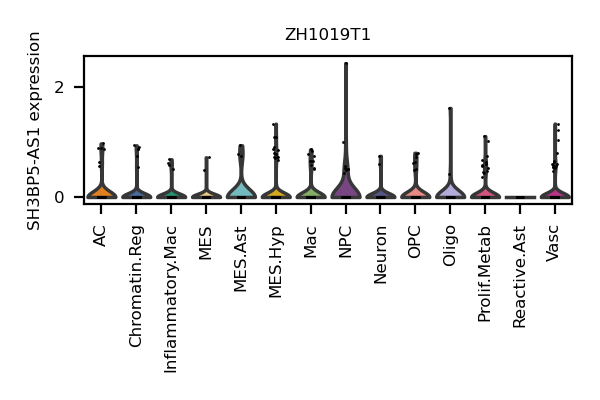 ZH1019T1
SH3BP5-AS1 expression
2
0
AC
Chromatin.Reg
Inflammatory.Mac
MES
MES.Ast
MES.Hyp
Mac
NPC
Neuron
OPC
Oligo
Prolif.Metab
Reactive.Ast
Vasc